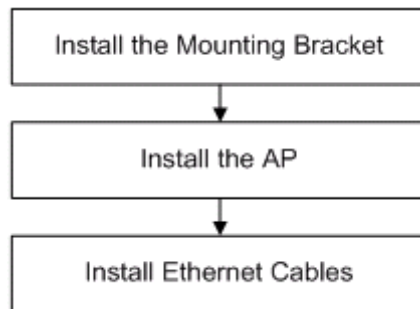 Install the Mounting Bracket
Install the AP
Install Ethernet Cables